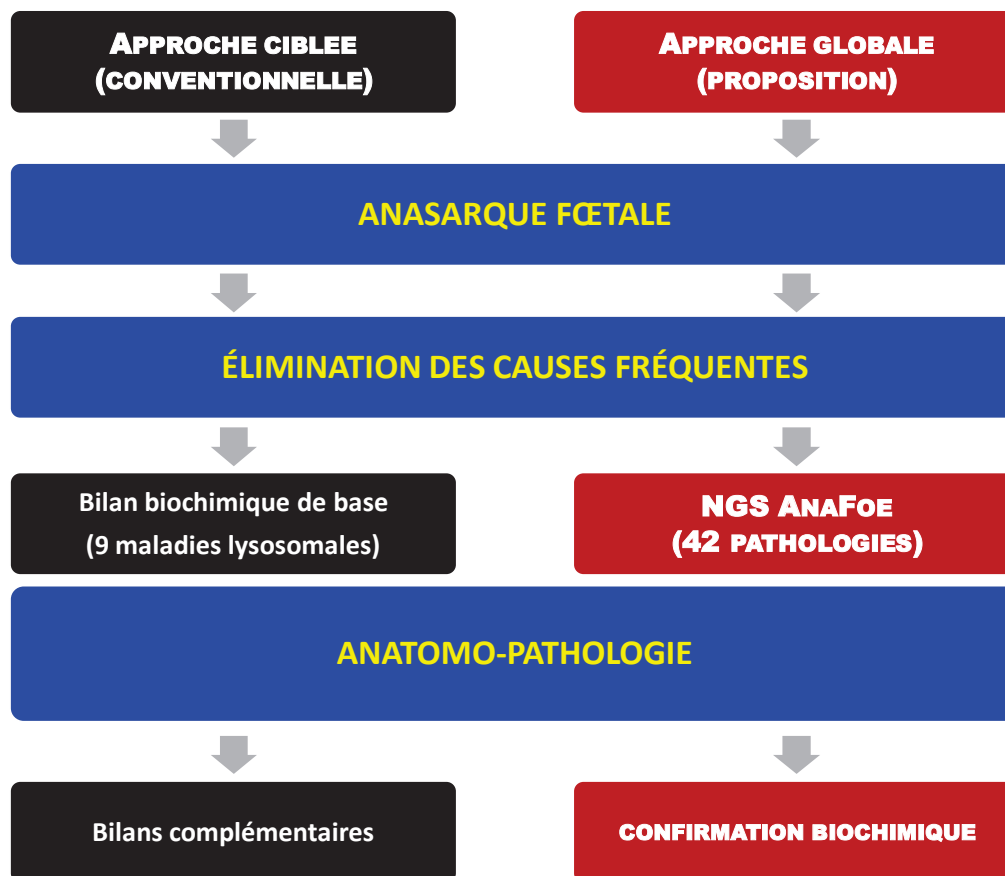 APPROCHE CIBLEE
(CONVENTIONNELLE)
APPROCHE GLOBALE
(PROPOSITION)
ANASARQUE FŒTALE
ÉLIMINATION DES CAUSES FRÉQUENTES
Bilan biochimique de base
(9 maladies lysosomales)
NGS ANAFOE
(42 PATHOLOGIES)
ANATOMO-PATHOLOGIE
Bilans complémentaires
CONFIRMATION BIOCHIMIQUE